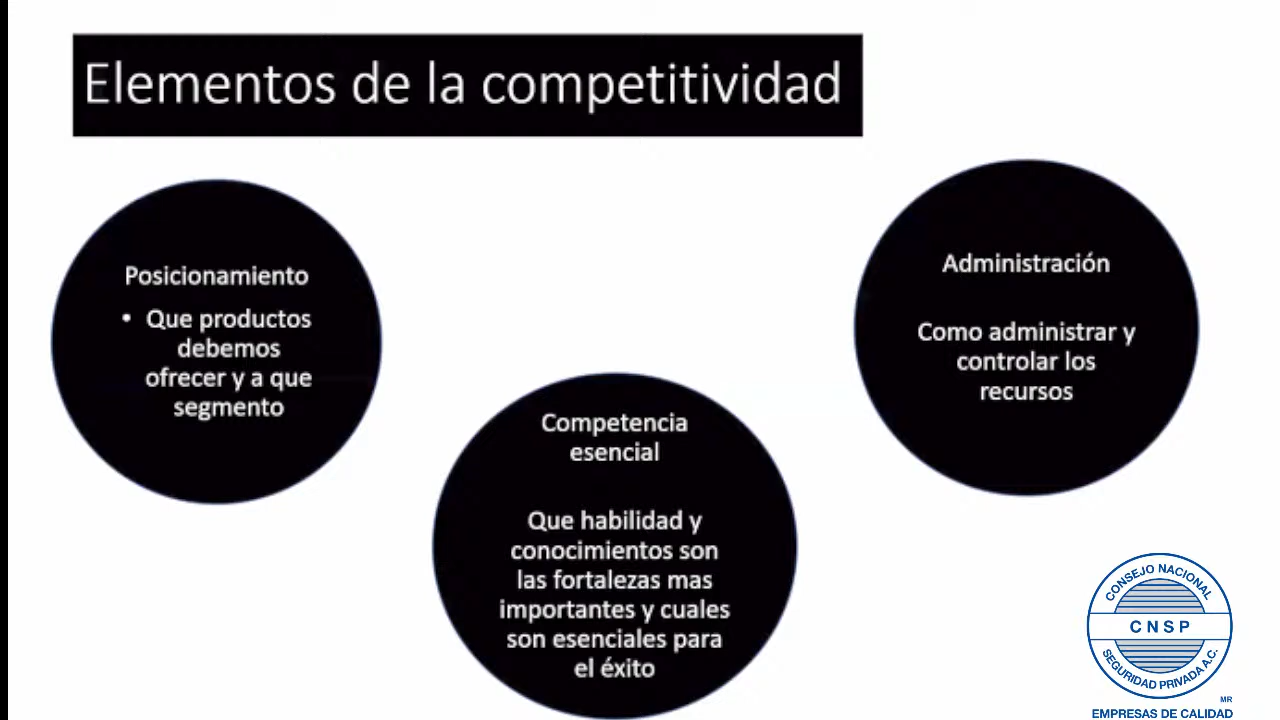 Elementos de la competitividad
Posicionamiento
• Que productos
debemos
ofrecer y a que
segmento
Competencia
esencial
Que habilidad y
conocimientos son
las fortalezas mas
importantes y cuales
son esenciales para
el éxito
Administración
Como administrar y
controlar los
recursos
CONSEJO NACIONAL
CNSP
SEGURIDAD PRIVADA A.C.
MR
EMPRESAS DE CALIDAD